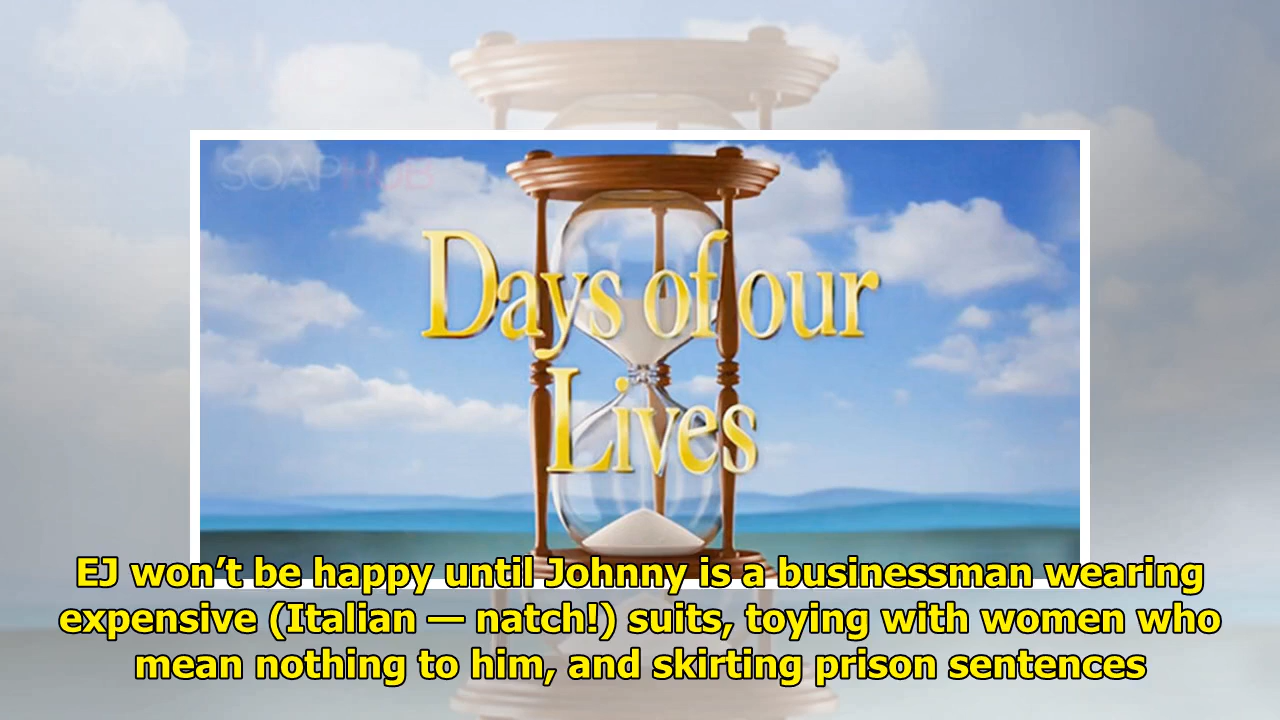 SOAPHUB
Days of our
Lives
EJ won’t be happy until Johnny is a businessman wearing
expensive (Italian — natch!) suits, toying with women who
mean nothing to him, and skirting prison sentences